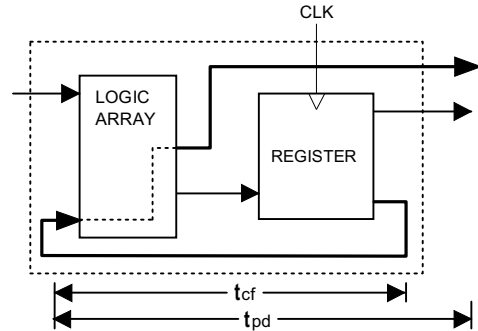 CLK
LOGIC
ARRAY
REGISTER
tcf
tpd